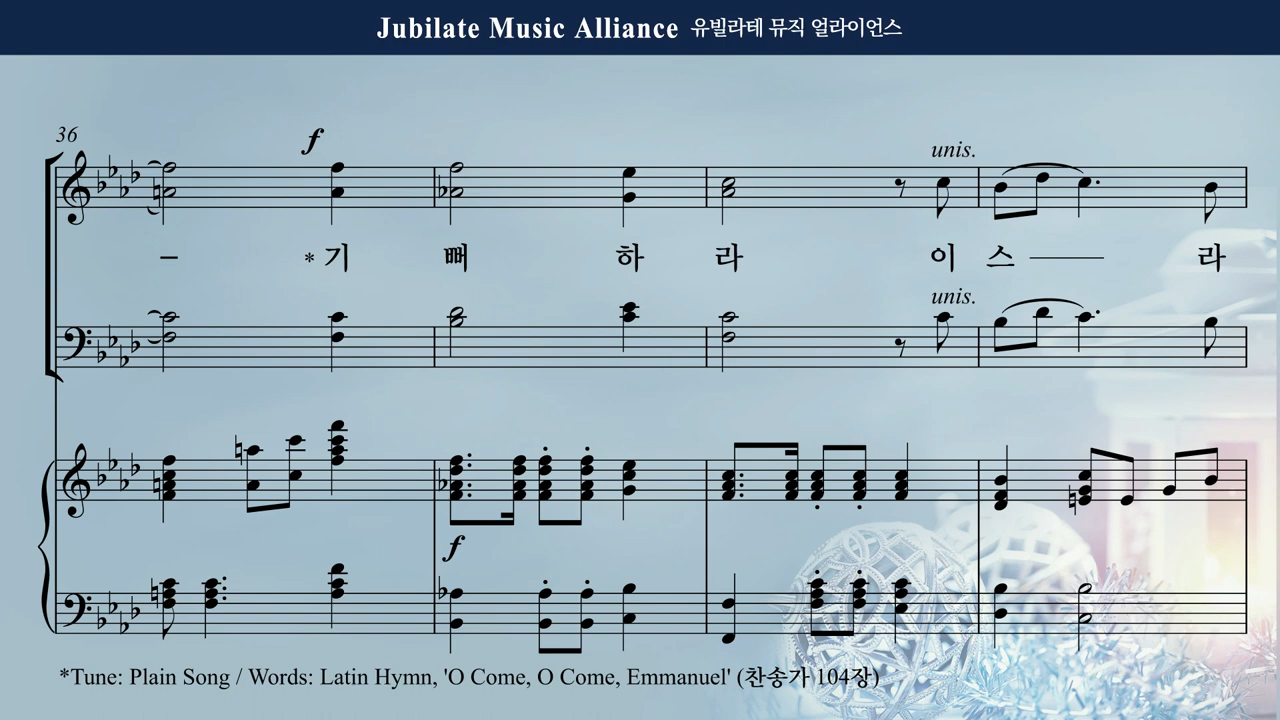 Jubilate Music Alliance 유빌라테 뮤직 얼라이언스
36
f
unis.
– *기 뻐 하 라 이 스 라
unis.
f
*Tune: Plain Song / Words: Latin Hymn, 'O Come, O Come, Emmanuel' (찬송가 104장)